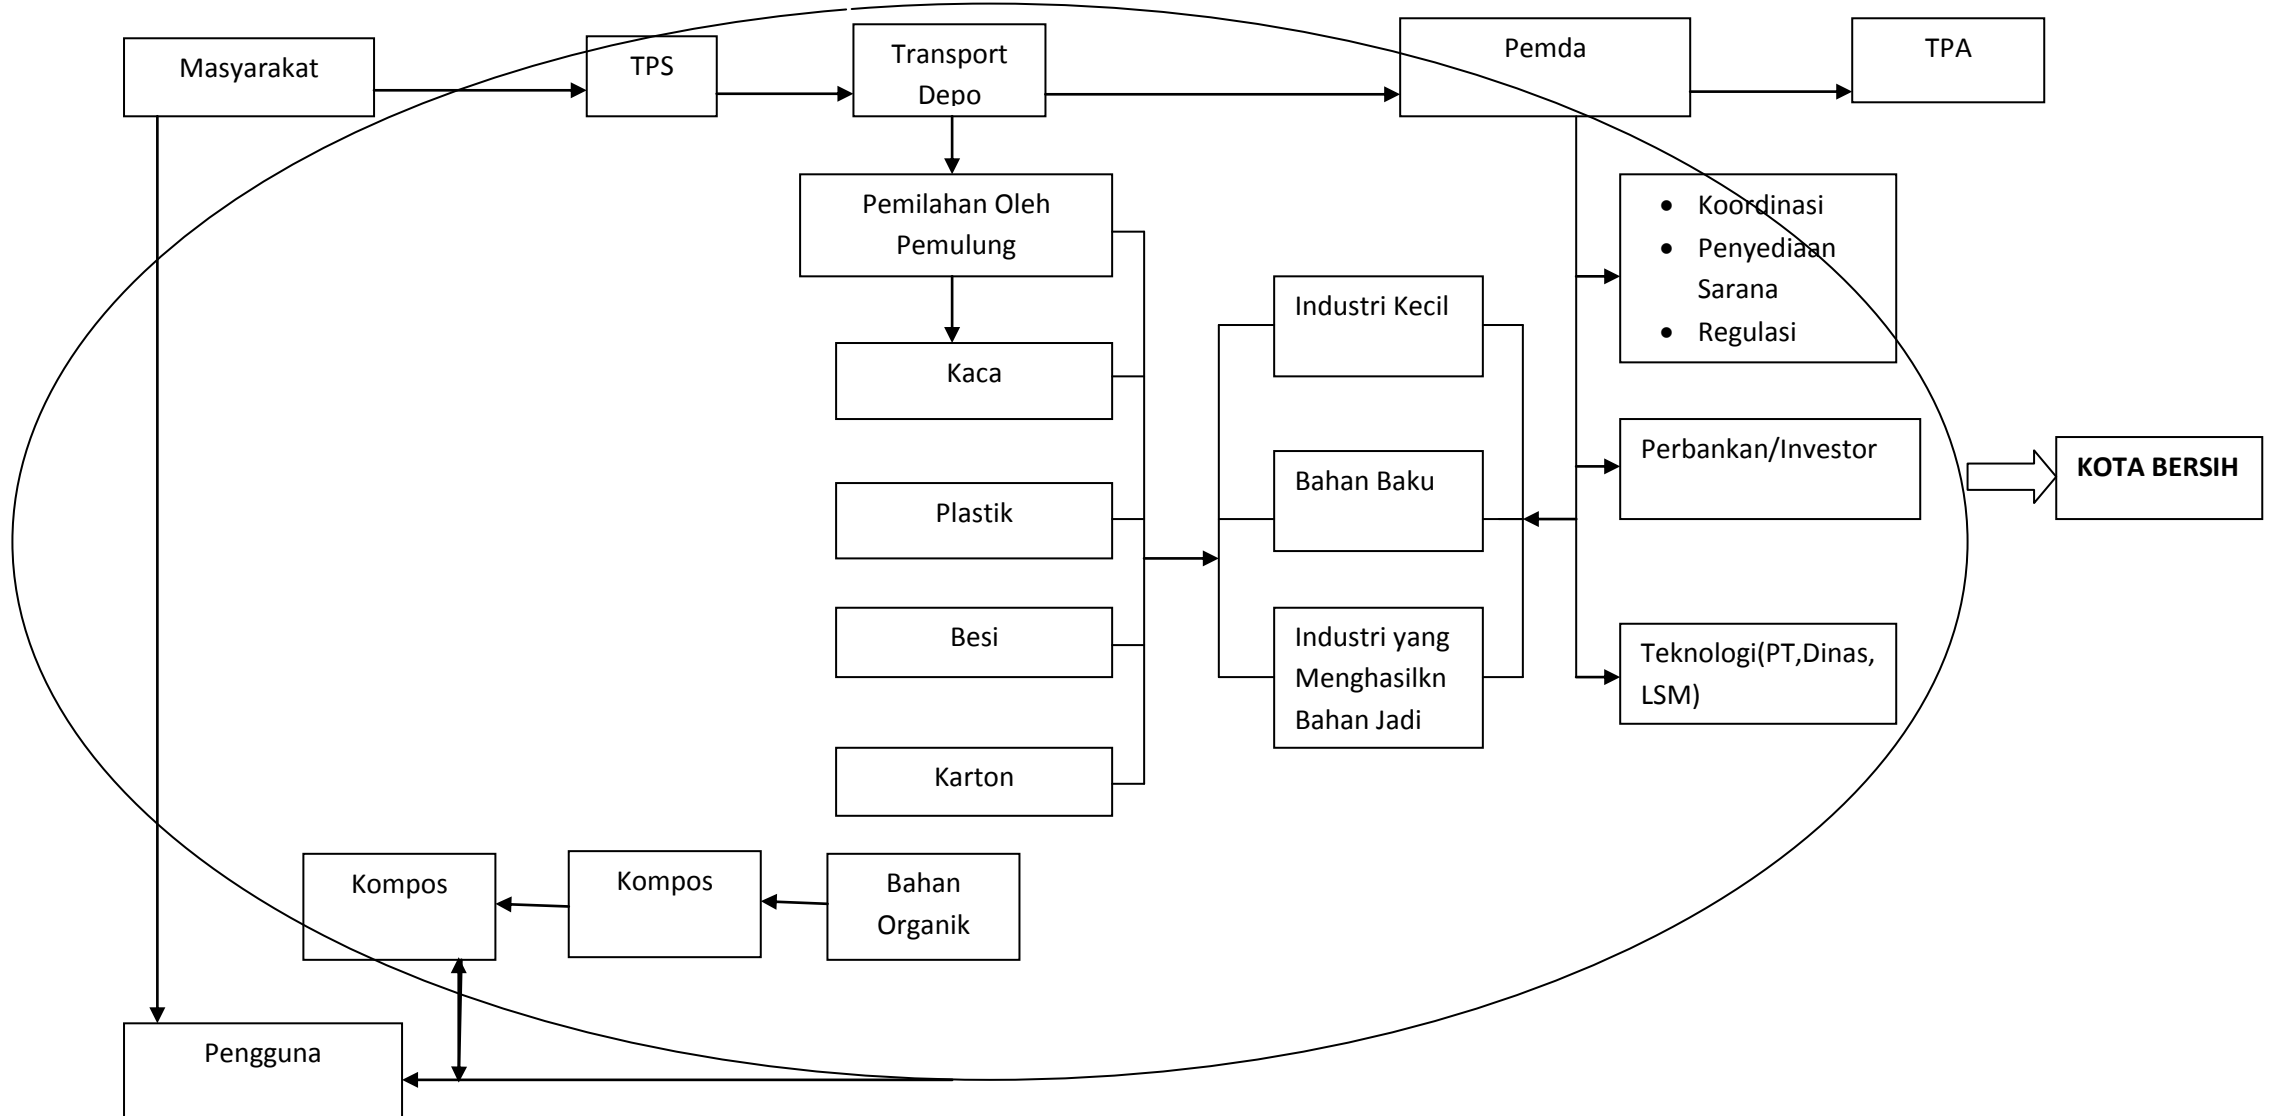 Masyarakat
TPS
Transport
Depo
Pemda
TPA
Pemilahan Oleh
Pemulung
• Koordinasi
• Penyediaan
Sarana
• Regulasi
Industri Kecil
Kaca
Perbankan/Investor
KOTA BERSIH
Bahan Baku
Plastik
Besi
Industri yang
Menghasilkn
Bahan Jadi
Teknologi(PT,Dinas,
LSM)
Karton
Kompos
Kompos
Bahan
Organik
Pengguna